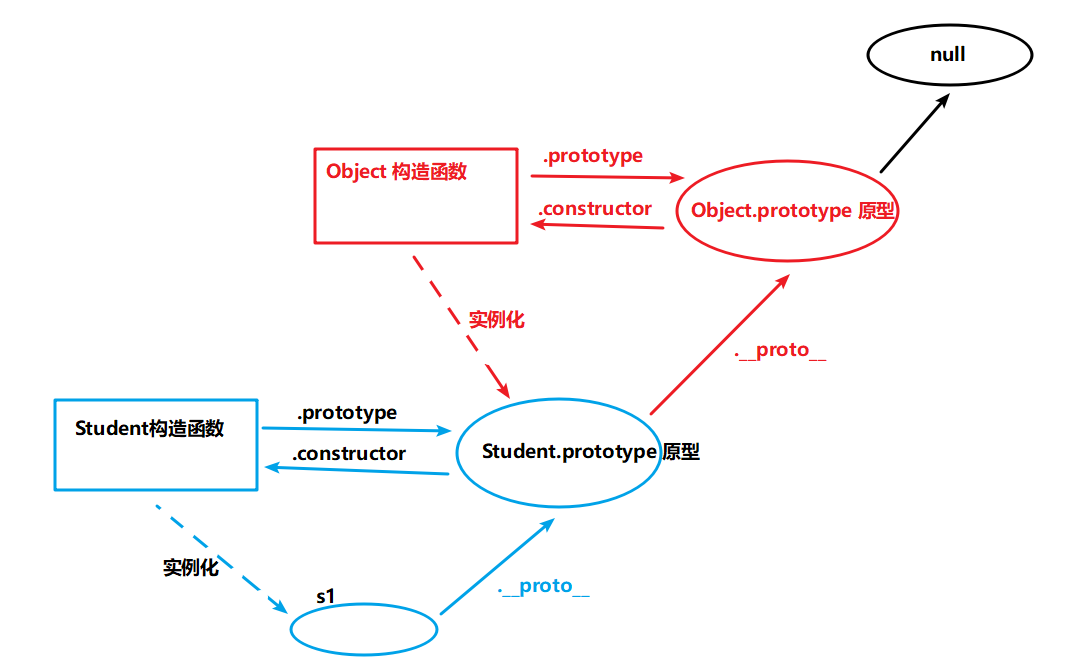 null
Object 构造函数
.prototype
.constructor
Object.prototype 原型
实例化
.__proto__
Student构造函数
.prototype
.constructor
Student.prototype 原型
实例化
s1
.__proto__